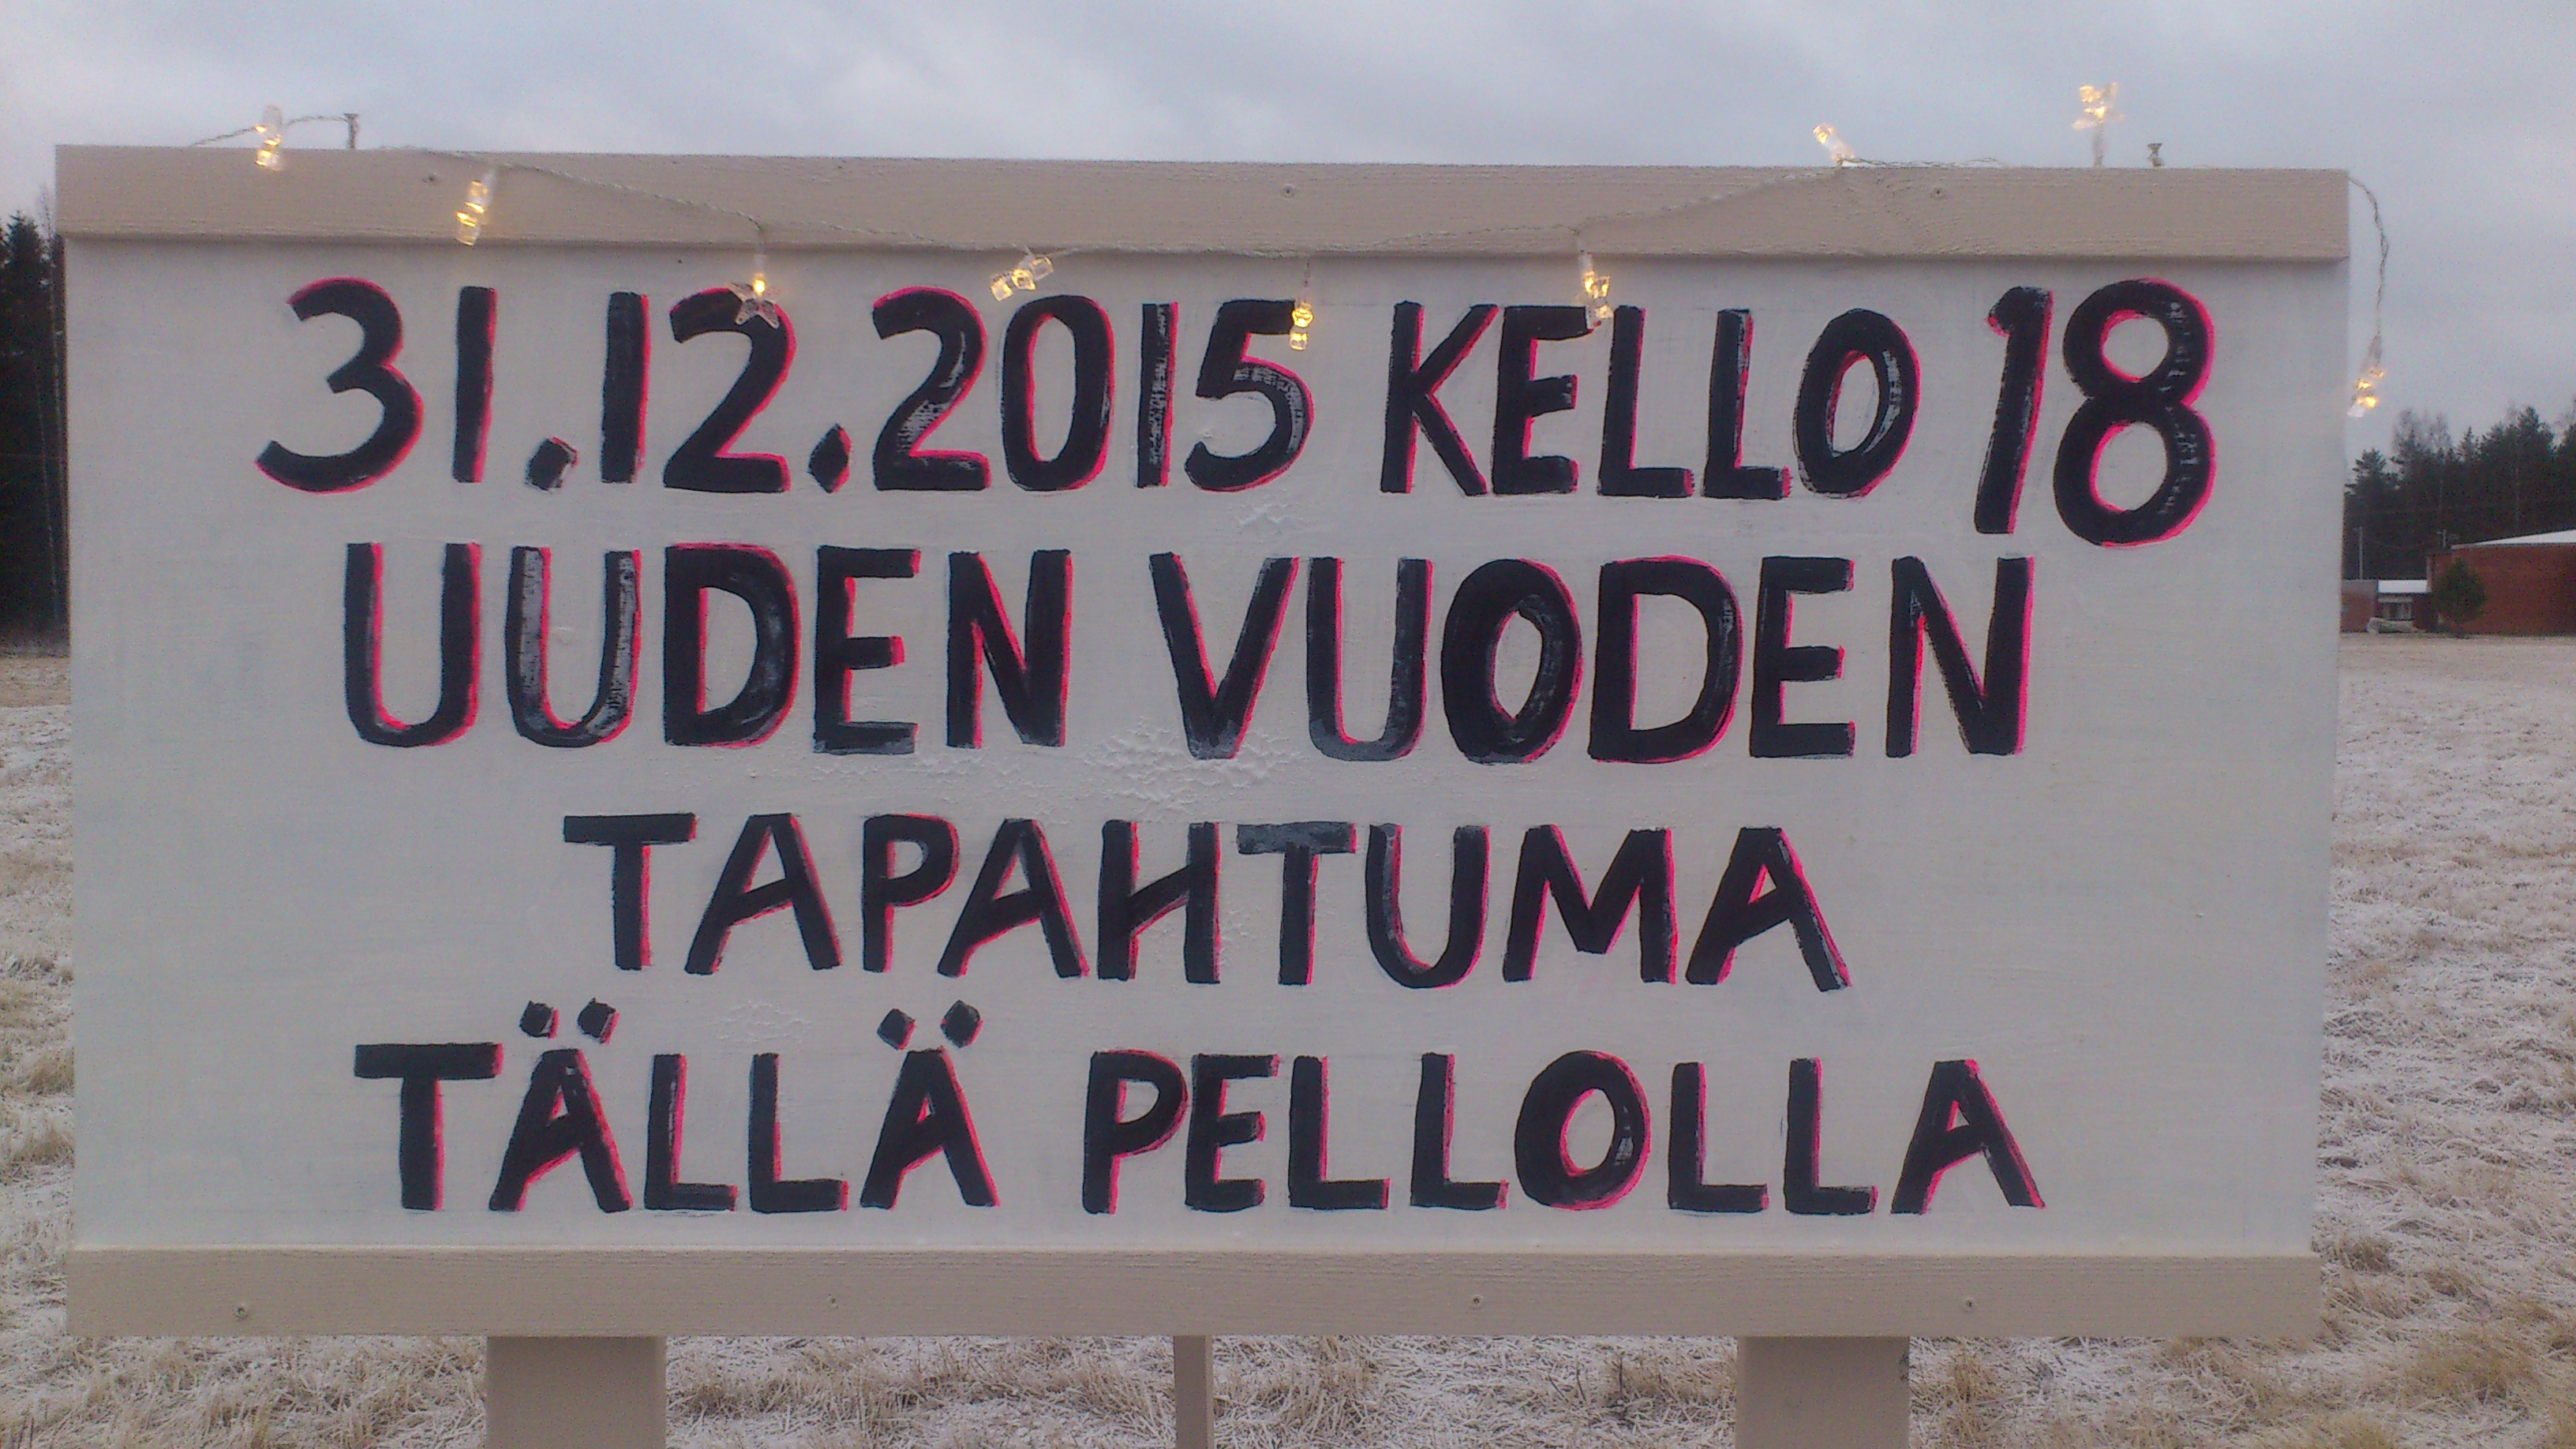 31.12.2015 KELLO 18
UUDEN VUODEN
TAPAHTUMA
TÄLLÄ PELLOLLA